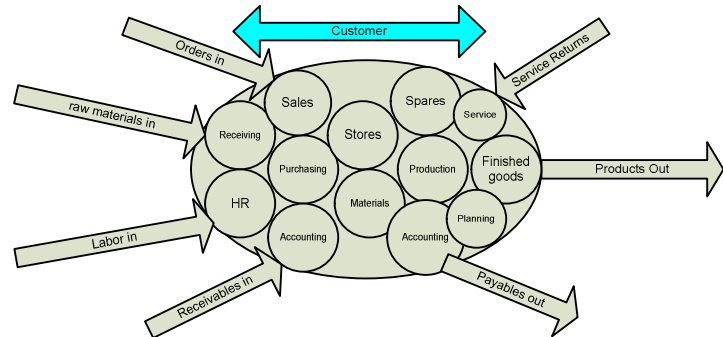 Customer
Orders in
Service Returns
raw materials in
Sales
Spares
Service
Receiving
Stores
Purchasing
Production
Finished
goods
Products Out
HR
Materials
Planning
Accounting
Accounting
Labor in
Receivables in
Payables out